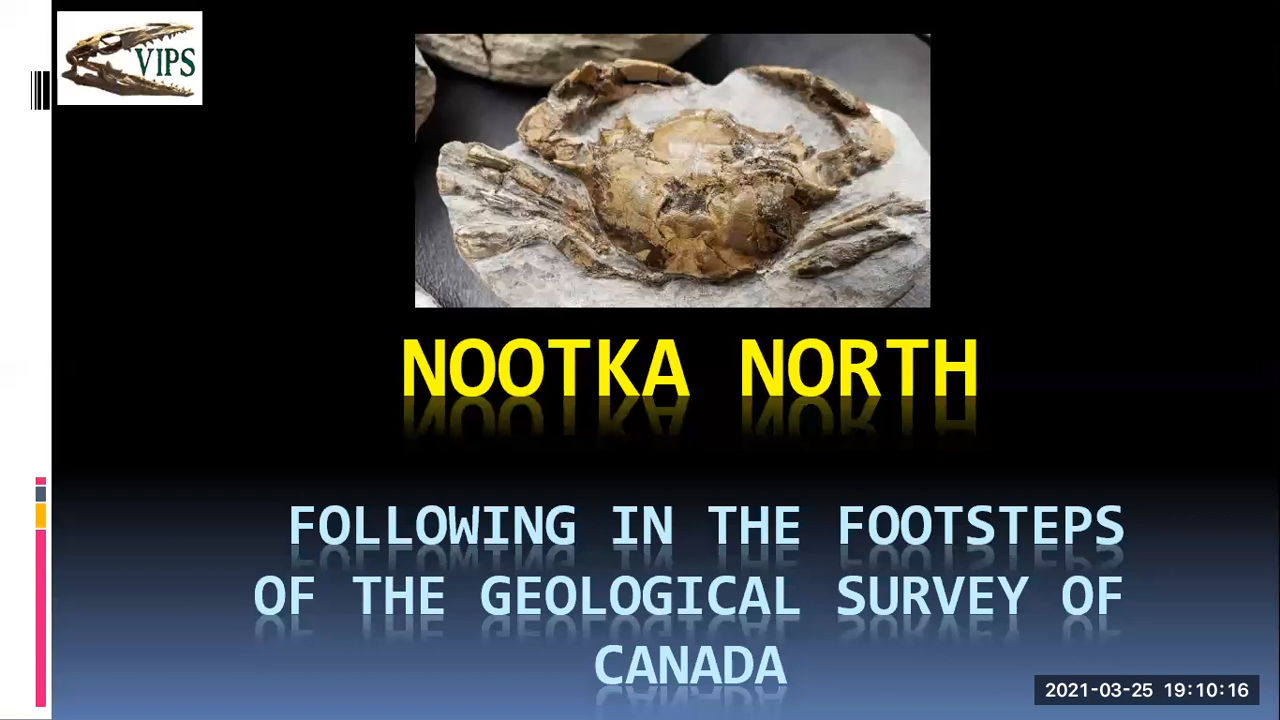 VIPS
NOOTKA NORTH
FOLLOWING IN THE FOOTSTEPS
OF THE GEOLOGICAL SURVEY OF
CANADA
2021-03-25 19:10:16